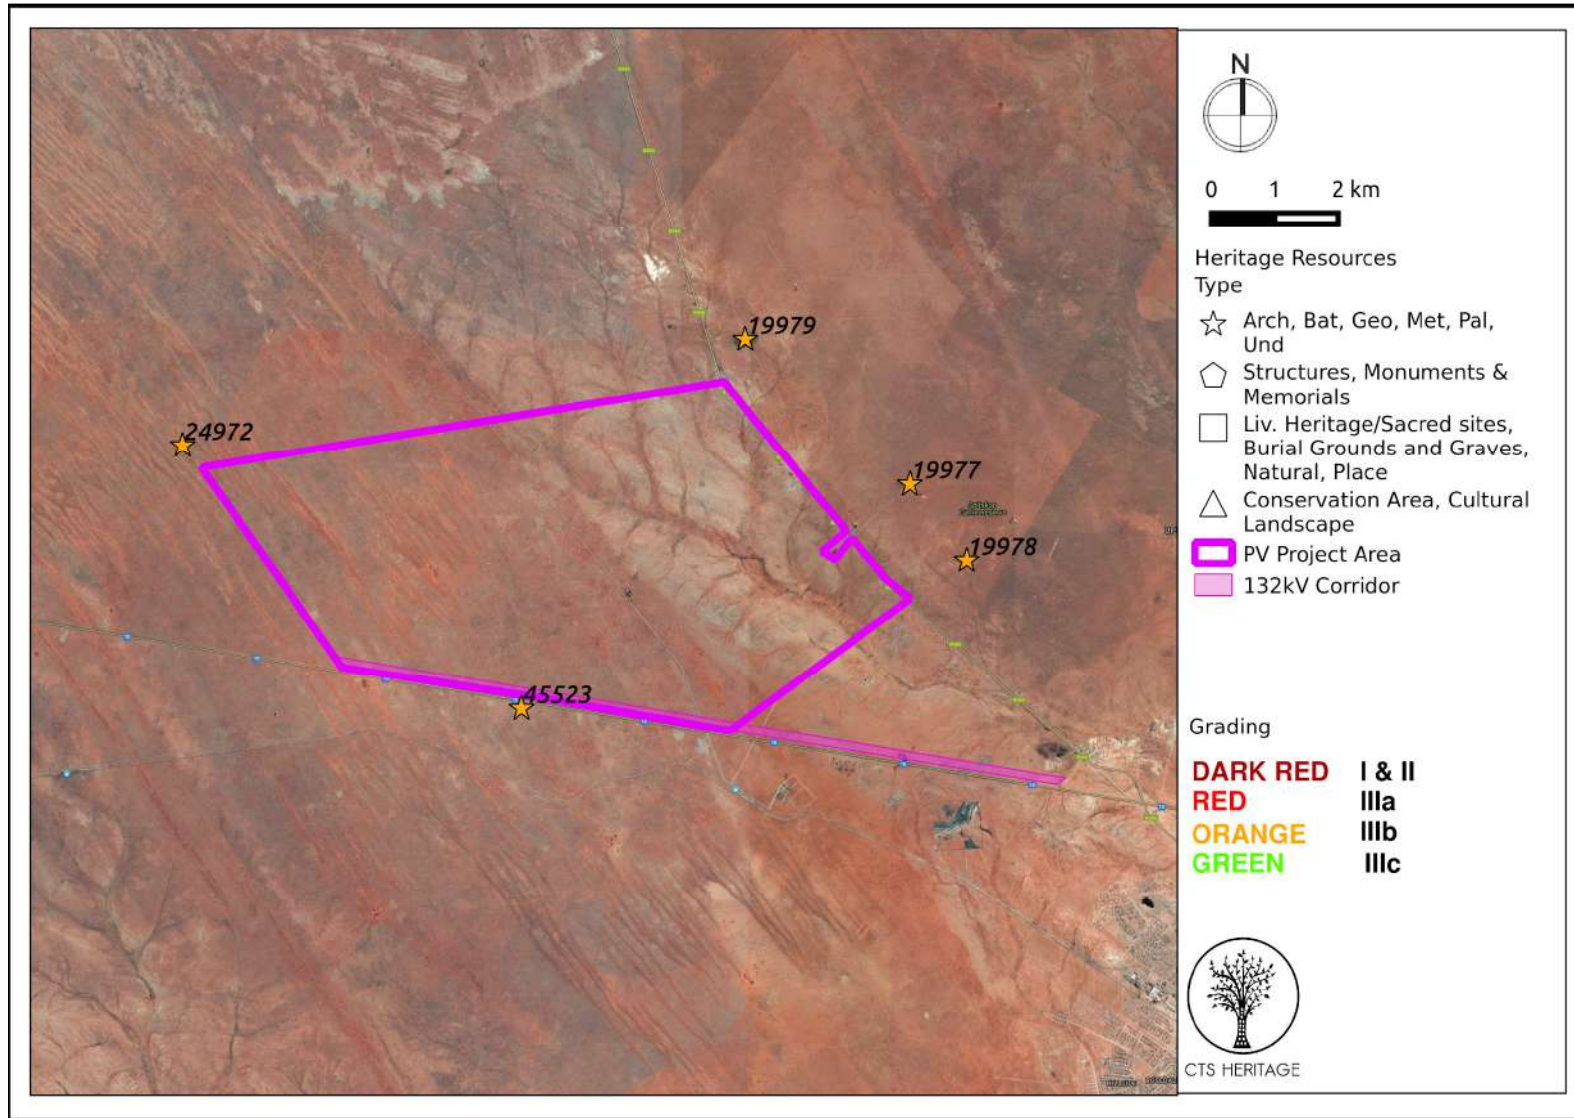 19979
24972
19977
19978
45523
N
0 1 2 km
Heritage Resources
Type
Arch, Bat, Geo, Met, Pal,
Und
Structures, Monuments &
Memorials
Liv. Heritage/Sacred sites,
Burial Grounds and Graves,
Natural, Place
Conservation Area, Cultural
Landscape
PV Project Area
132kV Corridor
Grading
DARK RED I & II
RED IIIa
ORANGE IIIb
GREEN IIIc
CTS HERITAGE